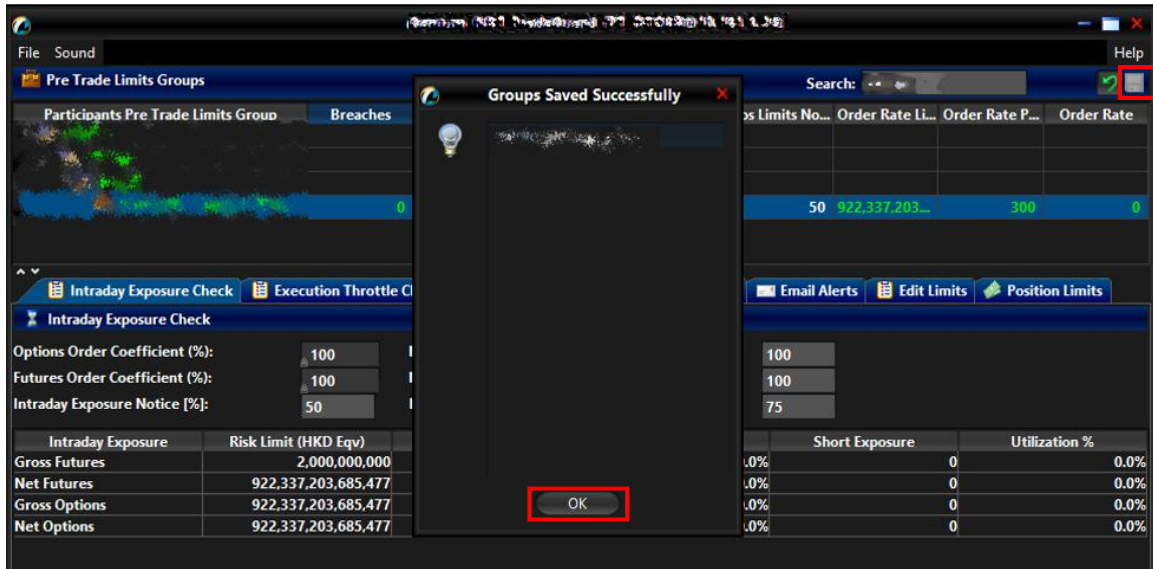 File Sound Help
Pre Trade Limits Groups Search:
Groups Saved Successfully
Participants Pre Trade Limits Group Breaches os Limits No... Order Rate Li... Order Rate P... Order Rate
0 50 922,337,203... 300 0
Intraday Exposure Check Execution Throttle C Email Alerts Edit Limits Position Limits
Intraday Exposure Check
Options Order Coefficient (%): 100 100
Futures Order Coefficient (%): 100 100
Intraday Exposure Notice [%]: 50 75
Intraday Exposure Risk Limit (HKD Eqv) Short Exposure Utilization %
Gross Futures 2,000,000,000 .0% 0 0.0%
Net Futures 922,337,203,685,477 .0% 0 0.0%
Gross Options 922,337,203,685,477 .0% 0 0.0%
Net Options 922,337,203,685,477 .0% 0 0.0%
OK